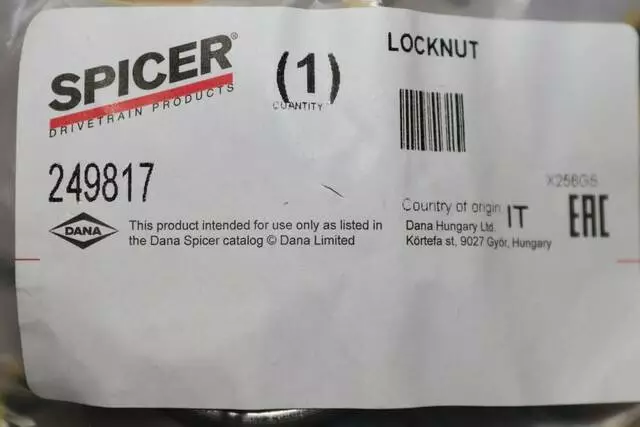 SPICER®
DRIVETRAIN PRODUCTS
(1)
QUANTITY
LOCKNUT
249817
DANA
This product intended for use only as listed in
the Dana Spicer catalog © Dana Limited
X256GS
Country of origin IT
Dana Hungary Ltd.
Körtefa st, 9027 Győr, Hungary
EAC